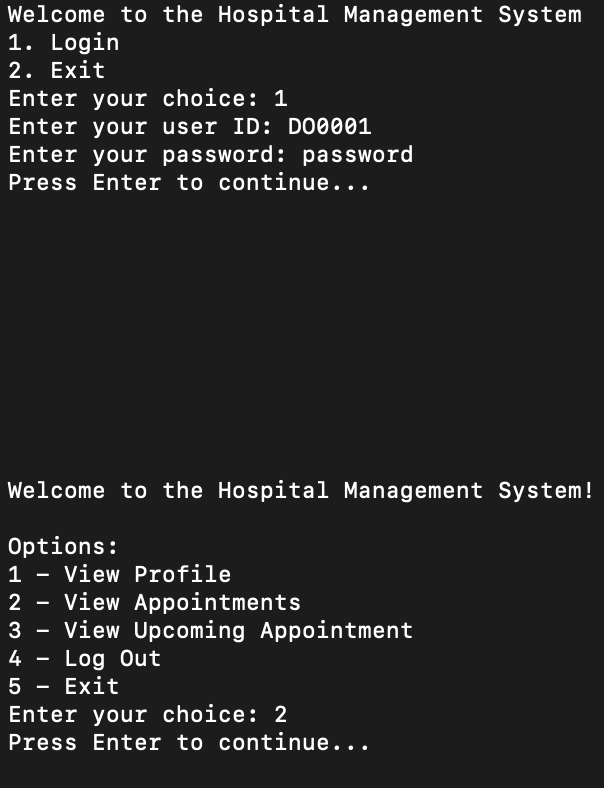 Welcome to the Hospital Management System
1. Login
2. Exit
Enter your choice: 1
Enter your user ID: DO0001
Enter your password: password
Press Enter to continue...
Welcome to the Hospital Management System!
Options:
1 – View Profile
2 – View Appointments
3 – View Upcoming Appointment
4 – Log Out
5 – Exit
Enter your choice: 2
Press Enter to continue...